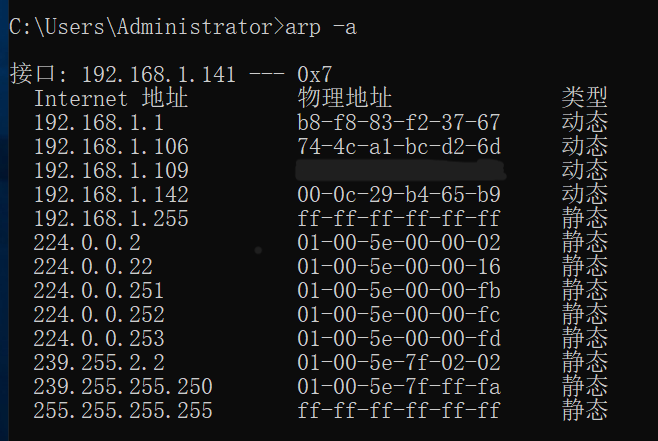 C:\Users\Administrator>arp -a
接口: 192.168.1.141 --- 0x7
Internet 地址 物理地址 类型
192.168.1.1 b8-f8-83-f2-37-67 动态
192.168.1.106 74-4c-a1-bc-d2-6d 动态
192.168.1.109 动态
192.168.1.142 00-0c-29-b4-65-b9 动态
192.168.1.255 ff-ff-ff-ff-ff-ff 静态
224.0.0.2 01-00-5e-00-00-02 静态
224.0.0.22 01-00-5e-00-00-16 静态
224.0.0.251 01-00-5e-00-00-fb 静态
224.0.0.252 01-00-5e-00-00-fc 静态
224.0.0.253 01-00-5e-00-00-fd 静态
239.255.2.2 01-00-5e-7f-02-02 静态
239.255.255.250 01-00-5e-7f-ff-fa 静态
255.255.255.255 ff-ff-ff-ff-ff-ff 静态